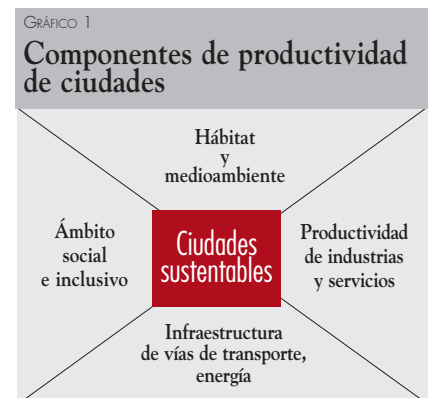 GRÁFICO 1
Componentes de productividad
de ciudades
Hábitat
y
medioambiente
Ámbito
social
e inclusivo
Ciudades
sustentables
Productividad
de industrias
y servicios
Infraestructura
de vías de transporte,
energía